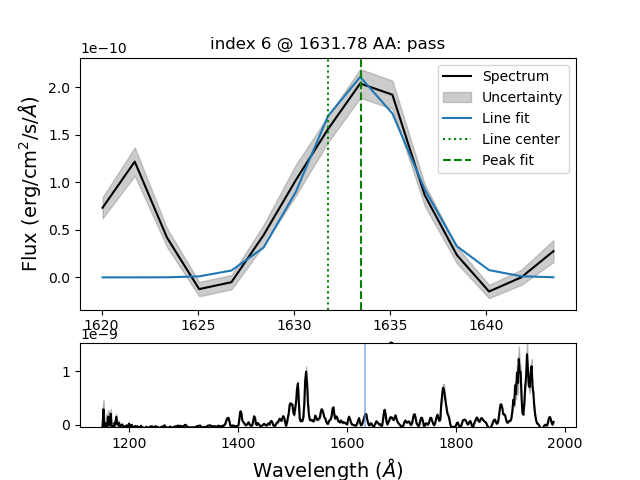 index 6 @ 1631.78 AA: pass
1e−10
2.0
1.5
1.0
0.5
0.0
Flux (erg/cm²/s/Å)
Spectrum
Uncertainty
Line fit
Line center
Peak fit
1620 1625 1630 1635 1640
1e−9
1
0
1200 1400 1600 1800 2000
Wavelength (Å)